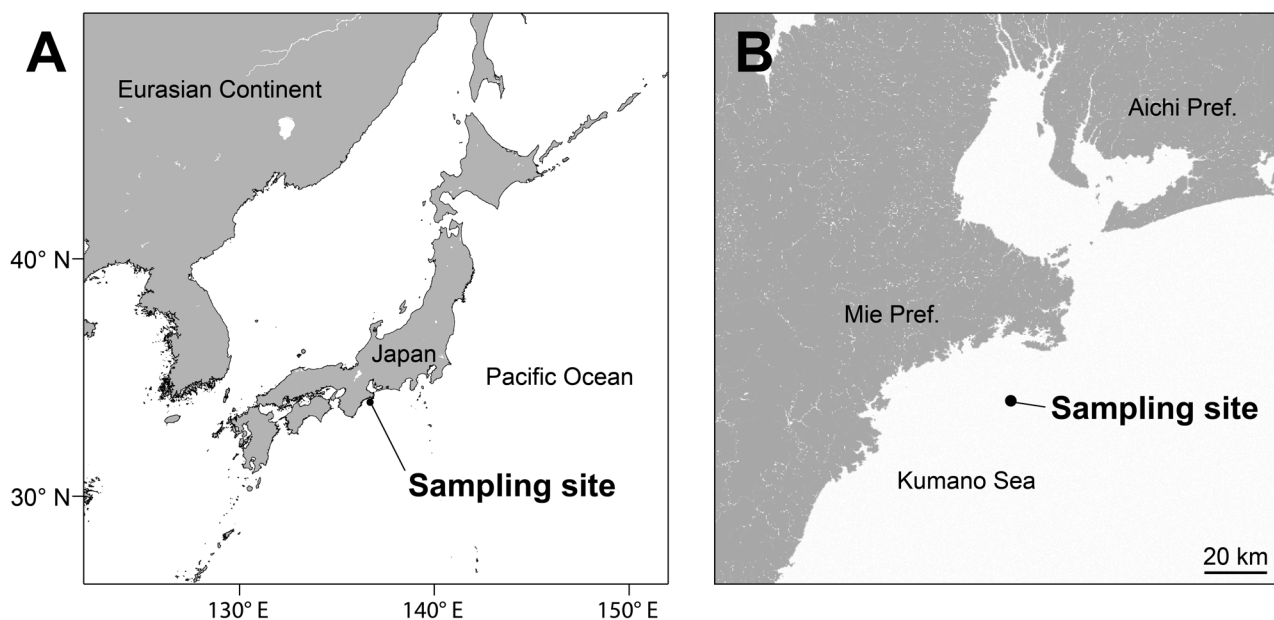 A
Eurasian Continent
40° N
Japan
Pacific Ocean
Sampling site
30° N
130° E
140° E
150° E
B
Aichi Pref.
Mie Pref.
Sampling site
Kumano Sea
20 km